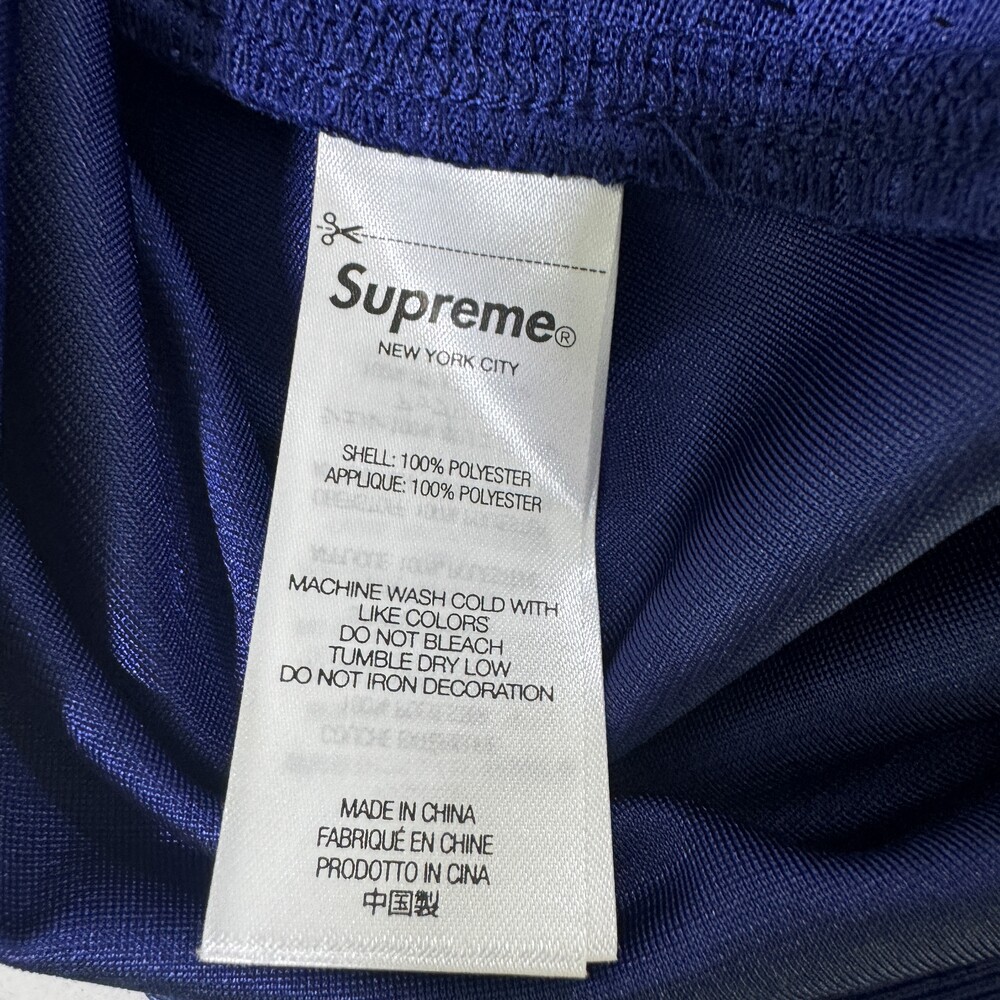 Supreme®
NEW YORK CITY
SHELL: 100% POLYESTER
APPLIQUE: 100% POLYESTER
MACHINE WASH COLD WITH
LIKE COLORS
DO NOT BLEACH
TUMBLE DRY LOW
DO NOT IRON DECORATION
MADE IN CHINA
FABRIQUÉ EN CHINE
PRODOTTO IN CINA
中国製